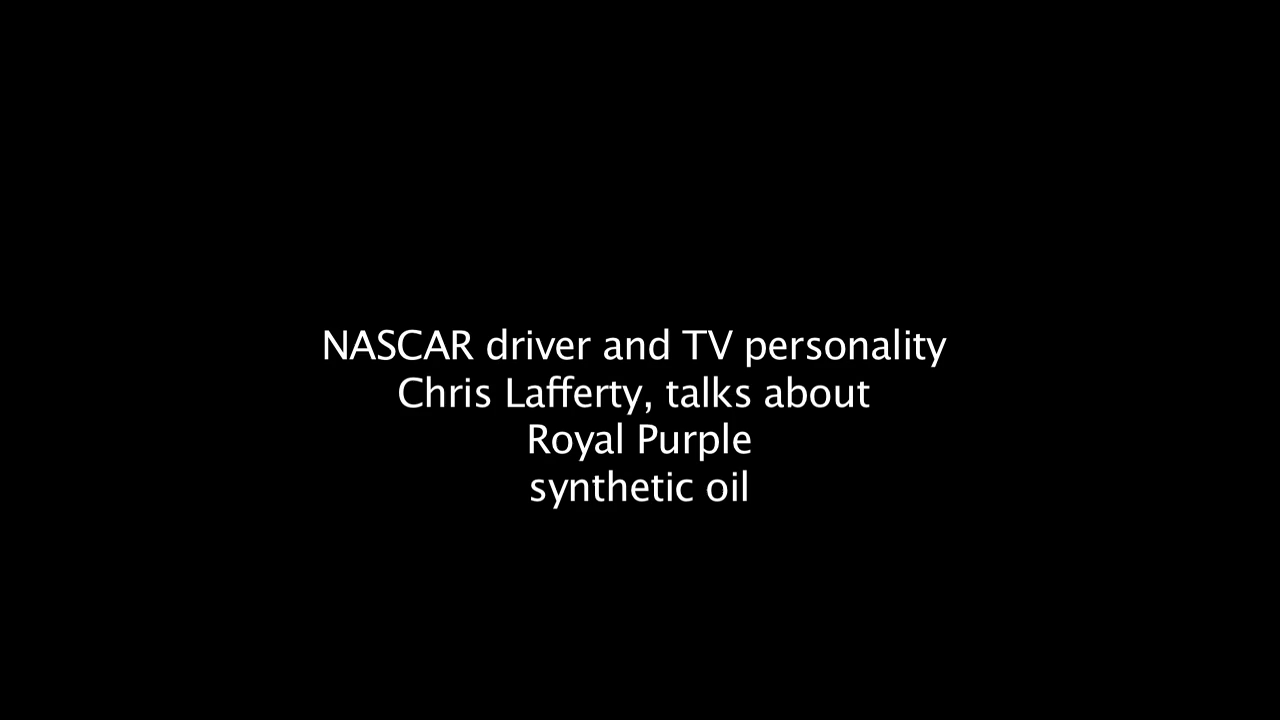 NASCAR driver and TV personality
Chris Lafferty, talks about
Royal Purple
synthetic oil